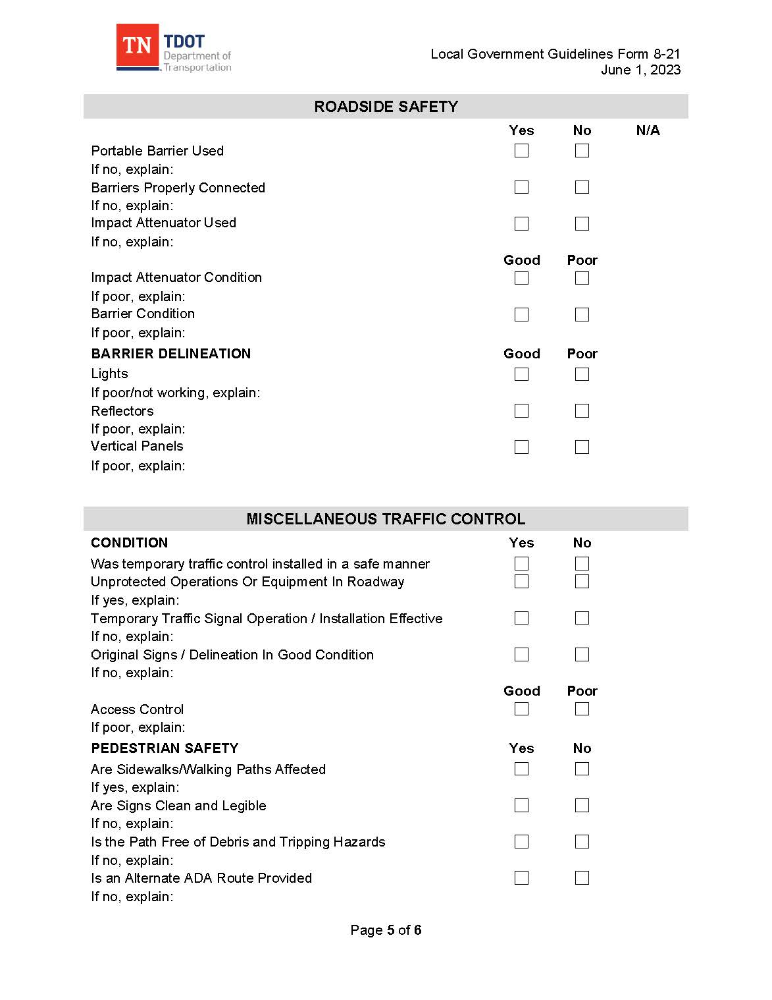 TN TDOT
Department of
Transportation
Local Government Guidelines Form 8-21
June 1, 2023
ROADSIDE SAFETY
Yes No N/A
Portable Barrier Used
If no, explain:
Barriers Properly Connected
If no, explain:
Impact Attenuator Used
If no, explain:
Good Poor
Impact Attenuator Condition
If poor, explain:
Barrier Condition
If poor, explain:
BARRIER DELINEATION Good Poor
Lights
If poor/not working, explain:
Reflectors
If poor, explain:
Vertical Panels
If poor, explain:
MISCELLANEOUS TRAFFIC CONTROL
CONDITION Yes No
Was temporary traffic control installed in a safe manner
Unprotected Operations Or Equipment In Roadway
If yes, explain:
Temporary Traffic Signal Operation / Installation Effective
If no, explain:
Original Signs / Delineation In Good Condition
If no, explain:
Good Poor
Access Control
If poor, explain:
PEDESTRIAN SAFETY Yes No
Are Sidewalks/Walking Paths Affected
If yes, explain:
Are Signs Clean and Legible
If no, explain:
Is the Path Free of Debris and Tripping Hazards
If no, explain:
Is an Alternate ADA Route Provided
If no, explain:
Page 5 of 6